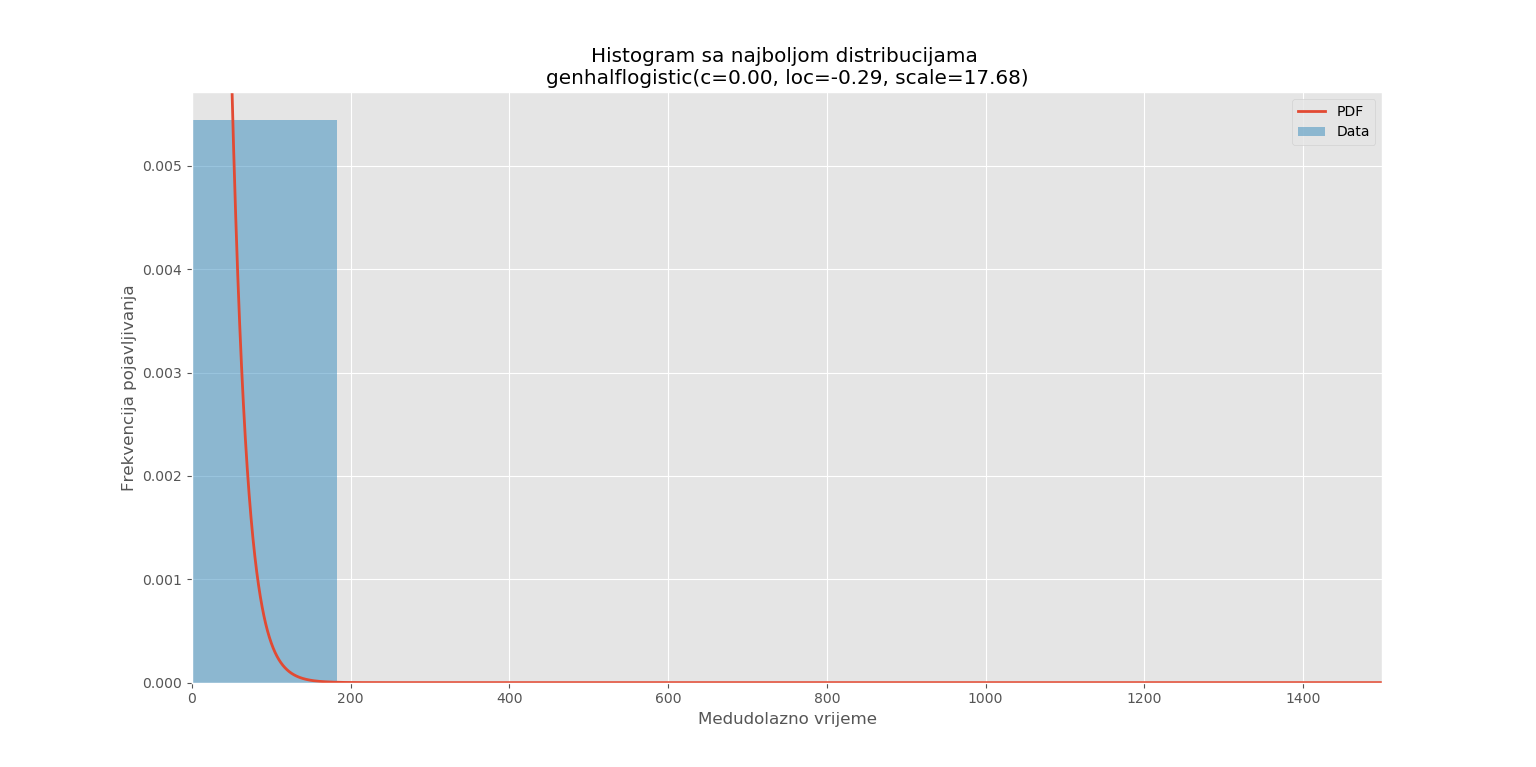 Histogram sa najboljom distribucijama
genhalflogistic(c=0.00, loc=-0.29, scale=17.68)
PDF
Data
Frekvencija pojavljivanja
0.005
0.004
0.003
0.002
0.001
0.000
0 200 400 600 800 1000 1200 1400
Medudolazno vrijeme